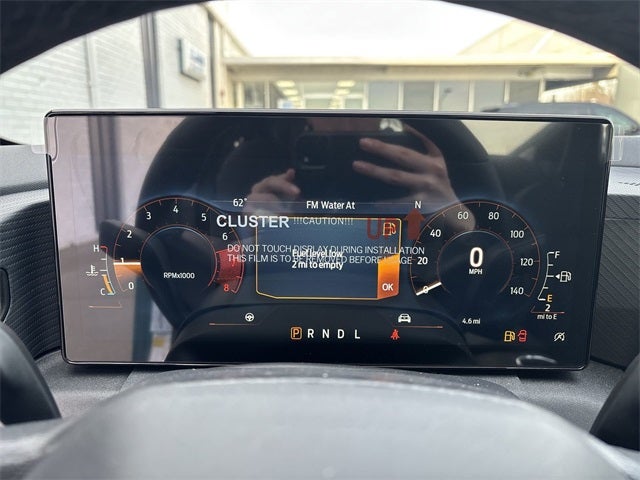 62° FM Water At N
CLUSTER !!!CAUTION!!! UP
DO NOT TOUCH DISPLAY DURING INSTALLATION
THIS FILM IS TO BE REMOVED BEFORE USAGE
Fuel level low
2 mi to empty
OK
0 1 2 3 4 5 6 7 8
RPMx1000
H
C
0 20 40 60 80 100 120 140
0
MPH
F
E
2
mi to E
4.6 mi
P R N D L